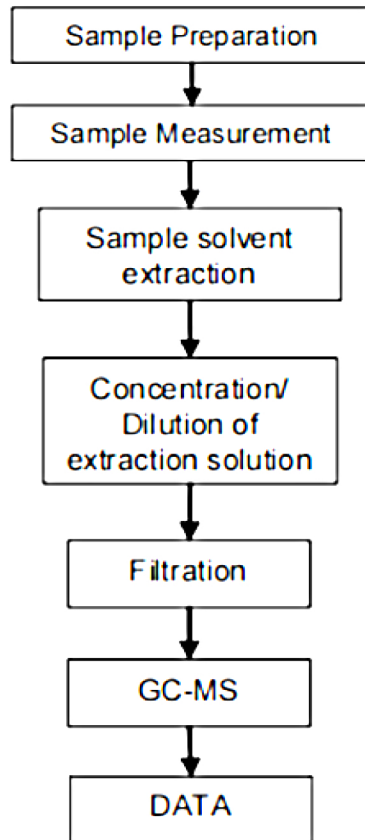 Sample Preparation
Sample Measurement
Sample solvent
extraction
Concentration/
Dilution of
extraction solution
Filtration
GC-MS
DATA